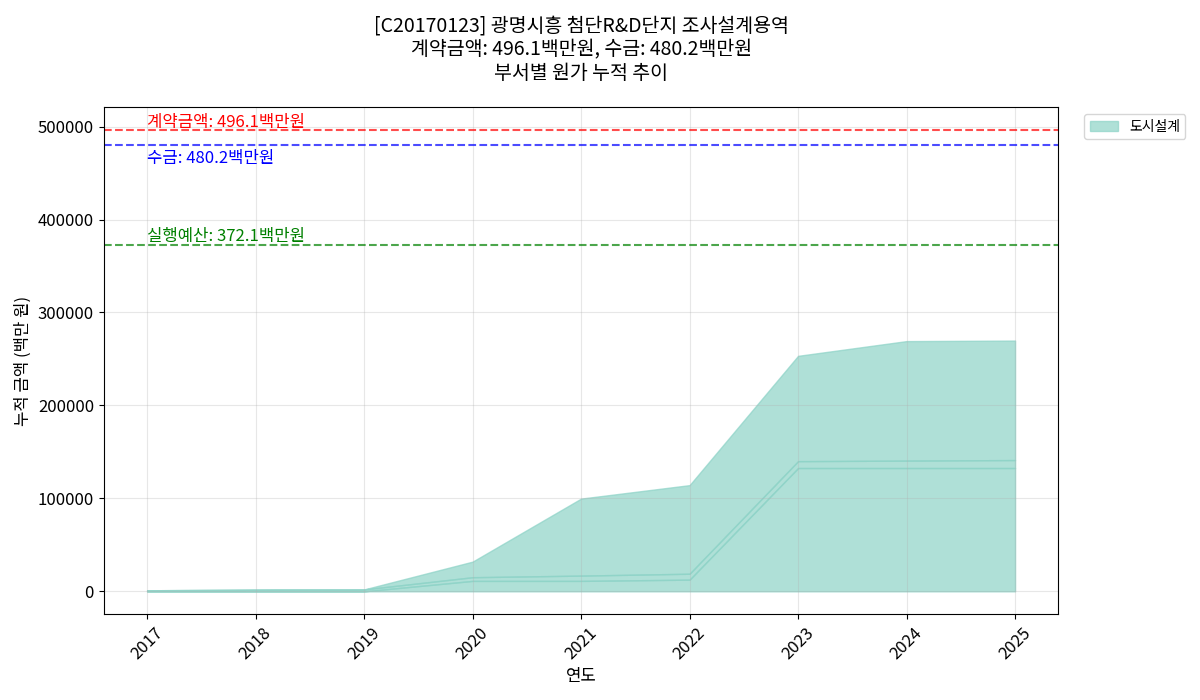 [C20170123] 광명시흥 첨단R&D단지 조사설계용역
계약금액: 496.1백만원, 수금: 480.2백만원
부서별 원가 누적 추이
계약금액: 496.1백만원
수금: 480.2백만원
실행예산: 372.1백만원
도시설계
누적 금액 (백만 원)
500000
400000
300000
200000
100000
0
2017
2018
2019
2020
2021
2022
2023
2024
2025
연도